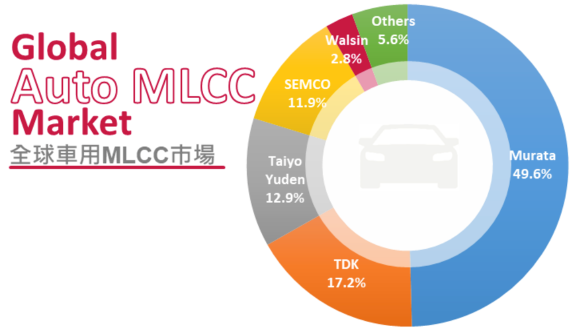 Global
Auto MLCC
Market
全球車用MLCC市場
Others
5.6%
Walsin
2.8%
SEMCO
11.9%
Taiyo
Yuden
12.9%
TDK
17.2%
Murata
49.6%